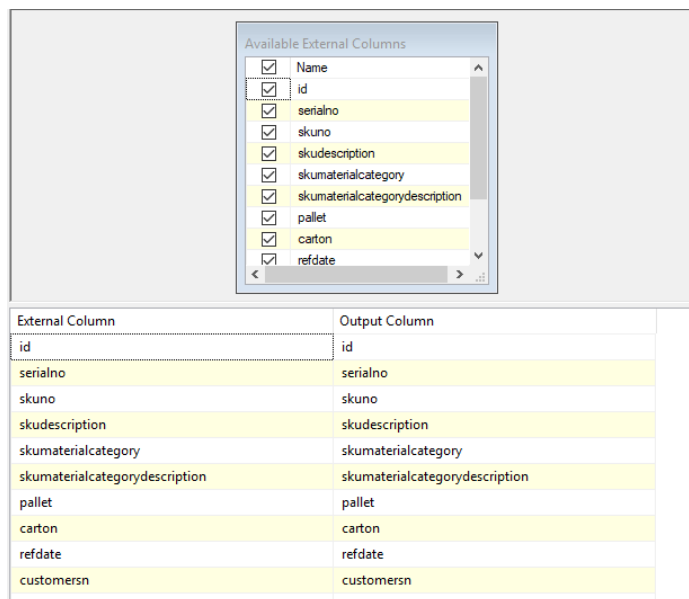 Available External Columns
Name
id
serialno
skuno
skudescription
skumaterialcategory
skumaterialcategorydescription
pallet
carton
refdate
External Column Output Column
id id
serialno serialno
skuno skuno
skudescription skudescription
skumaterialcategory skumaterialcategory
skumaterialcategorydescription skumaterialcategorydescription
pallet pallet
carton carton
refdate refdate
customersn customersn